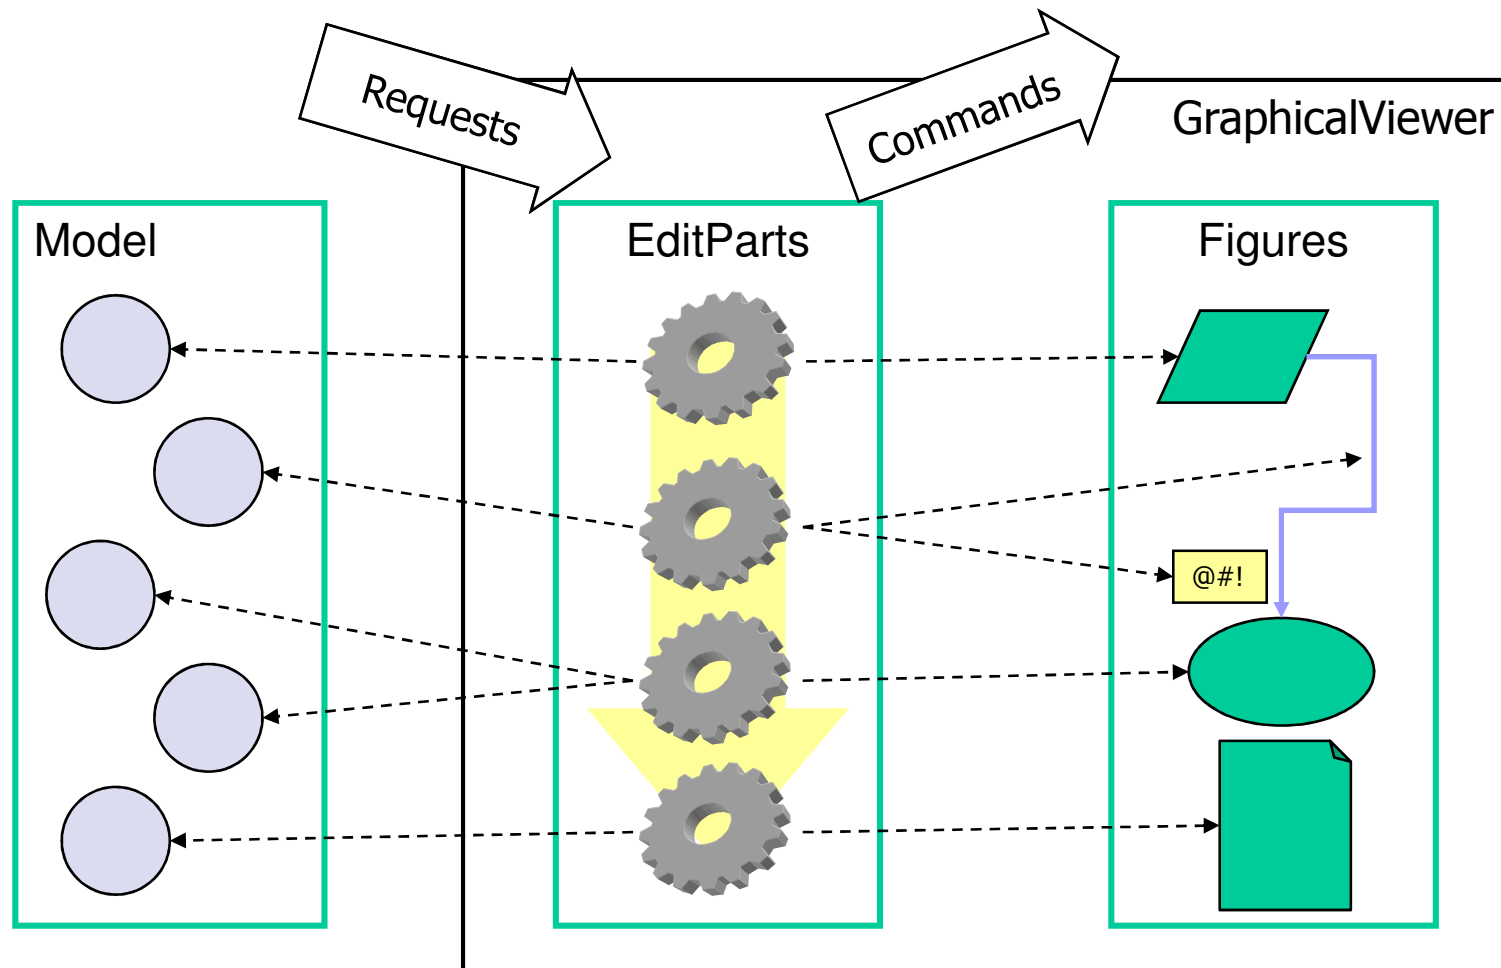 Requests
Commands
GraphicalViewer
Model
EditParts
Figures
@#!